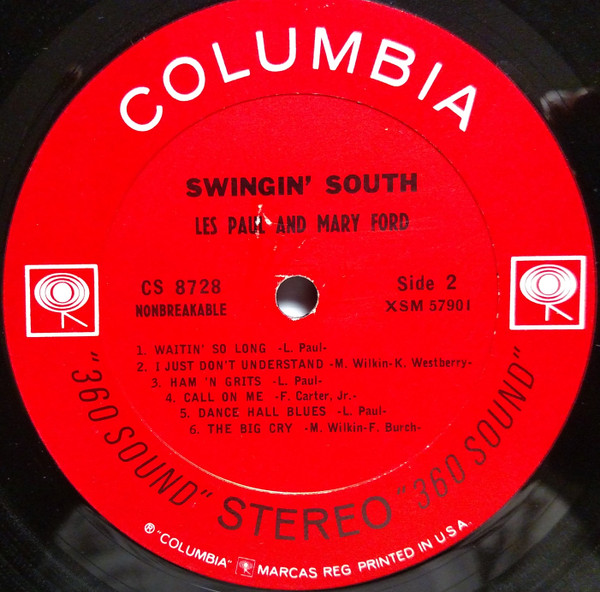 COLUMBIA
SWINGIN' SOUTH
LES PAUL AND MARY FORD
CS 8728
NONBREAKABLE
Side 2
XSM 57901
1. WAITIN' SO LONG -L. Paul-
2. I JUST DON'T UNDERSTAND -M. Wilkin-K. Westberry-
3. HAM 'N GRITS -L. Paul-
4. CALL ON ME -F. Carter, Jr.-
5. DANCE HALL BLUES -L. Paul-
6. THE BIG CRY -M. Wilkin-F. Burch-
"360 SOUND" STEREO "360 SOUND"
® "COLUMBIA" MARCAS REG PRINTED IN U.S.A.